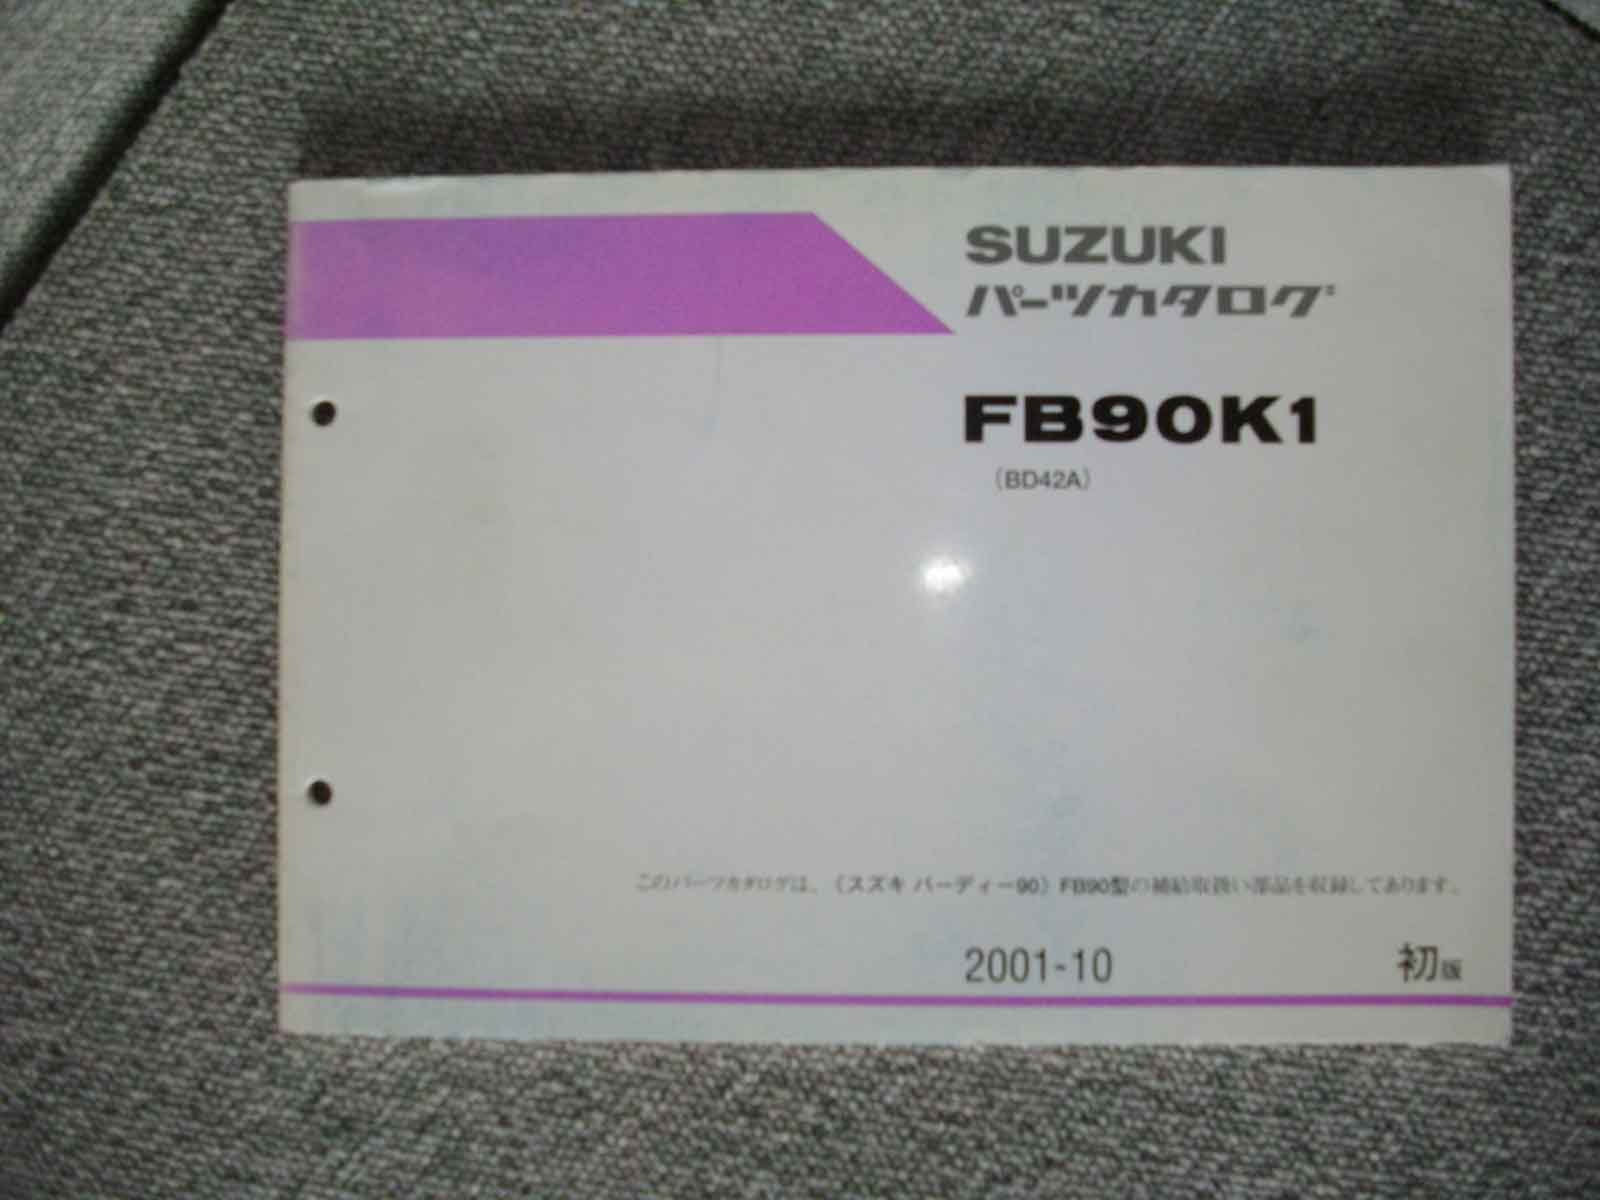 SUZUKI
パーツカタログ
FB90K1
(BD42A)
このパーツカタログは、(スズキ バーディー90) FB90型の補給取扱い部品を収録してあります。
2001-10 初版